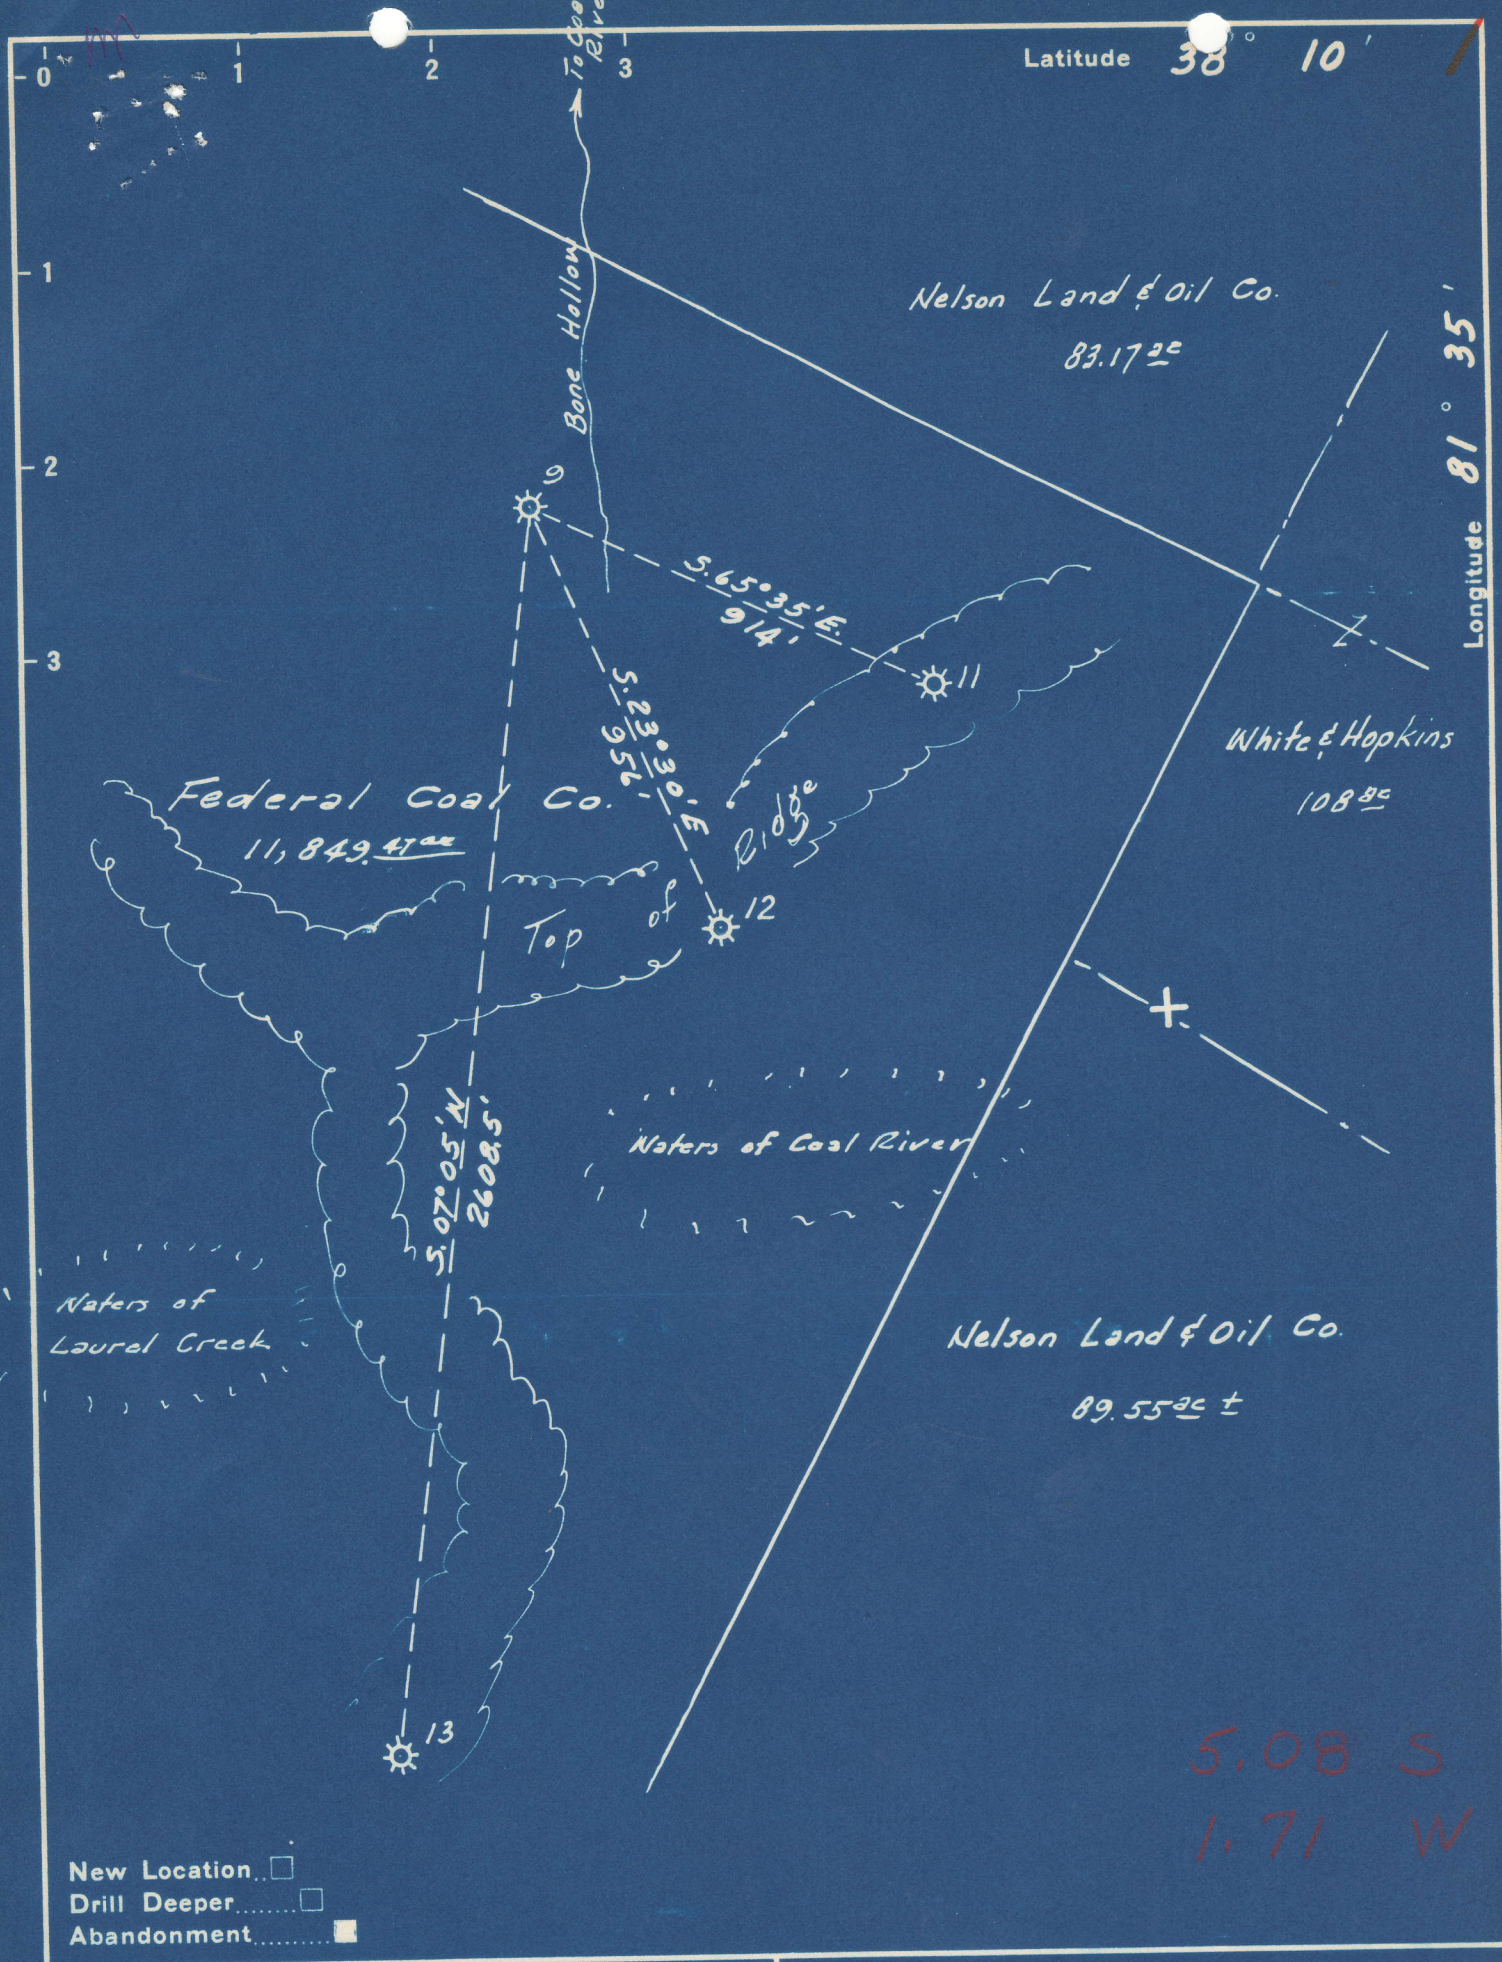 m
To Coal
River
0 1 2 3
Latitude 38° 10'
1
2
3
Longitude 81° 35'
Bone Hollow
Nelson Land & Oil Co.
83.17 ac
9
S.65°35'E.
914'
11
S.23°30'E
956'
White & Hopkins
108 ac
Federal Coal Co.
11,849.47 ac
Top of Ridge
12
+
S.07°05'W
2608.5'
Waters of Coal River
Waters of
Laurel Creek
Nelson Land & Oil Co.
89.55 ac ±
13
5.08 S
1.71 W
New Location..
Drill Deeper.......
Abandonment.........